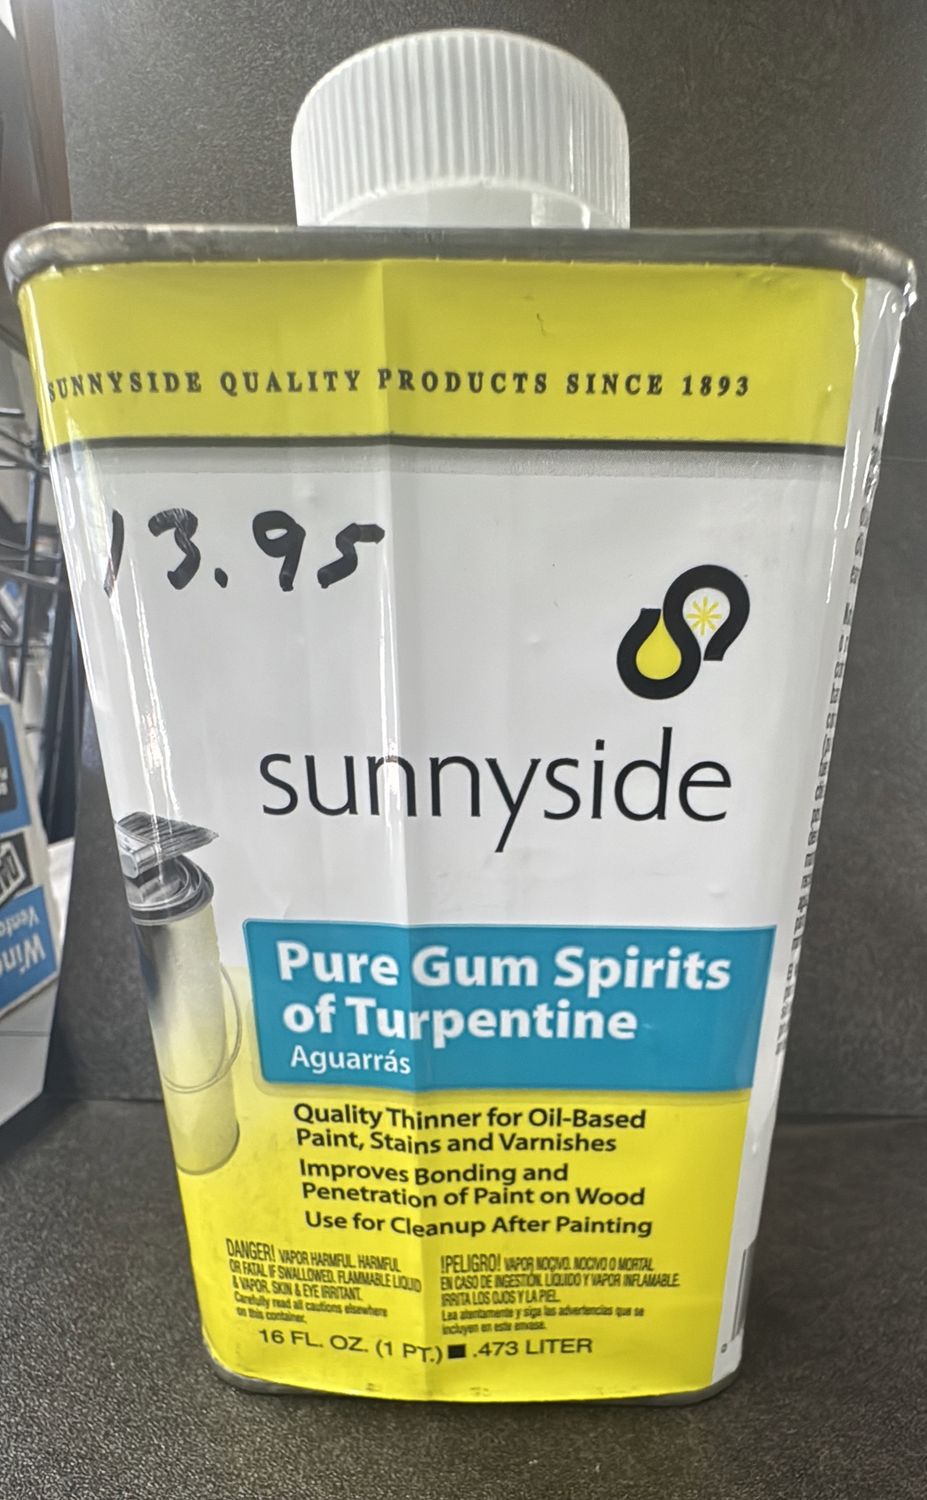 SUNNYSIDE QUALITY PRODUCTS SINCE 1893
13.95
sunnyside
Pure Gum Spirits
of Turpentine
Aguarrás
Quality Thinner for Oil-Based
Paint, Stains and Varnishes
Improves Bonding and
Penetration of Paint on Wood
Use for Cleanup After Painting
DANGER! VAPOR HARMFUL. HARMFUL
OR FATAL IF SWALLOWED. FLAMMABLE LIQUID
& VAPOR. SKIN & EYE IRRITANT.
Carefully read all cautions elsewhere
on this container.
!PELIGRO! VAPOR NOCIVO. NOCIVO O MORTAL
EN CASO DE INGESTIÓN. LÍQUIDO Y VAPOR INFLAMABLE.
IRRITA LOS OJOS Y LA PIEL.
Lea atentamente y siga las advertencias que se
incluyen en este envase.
16 FL. OZ. (1 PT.) ■ .473 LITER